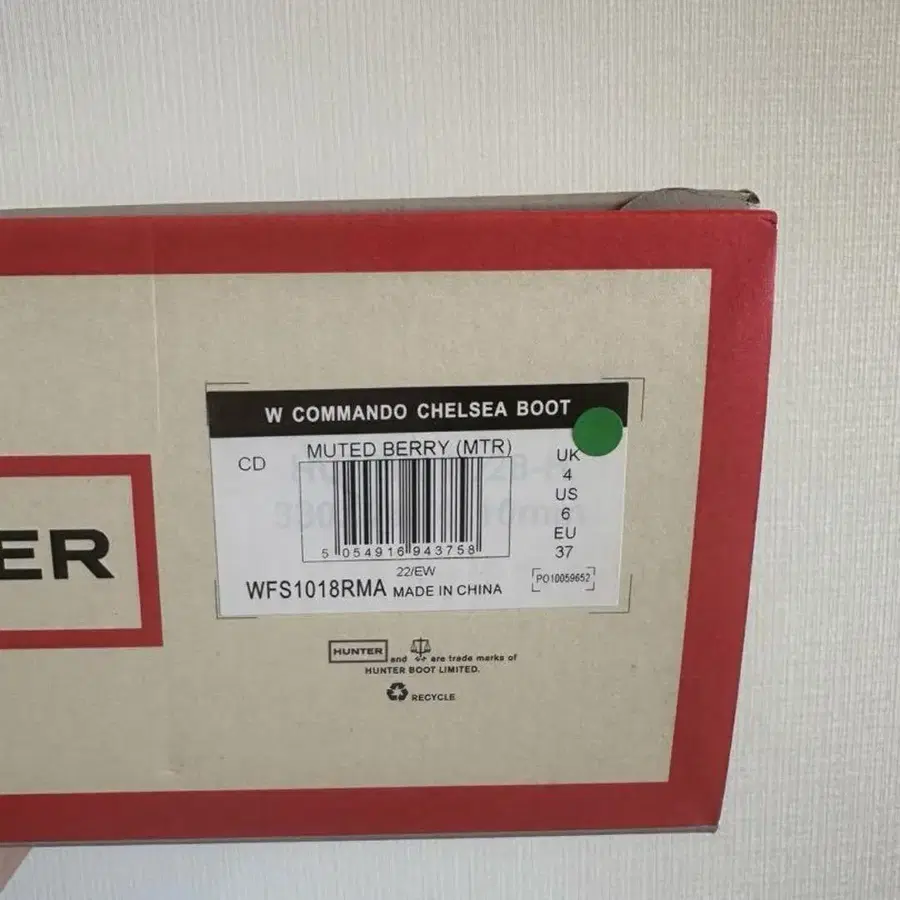 ER
W COMMANDO CHELSEA BOOT
CD
MUTED BERRY (MTR)
UK
4
US
6
EU
37
5 054916 943758
22/EW
WFS1018RMA MADE IN CHINA
PO10059652
HUNTER and are trade marks of
HUNTER BOOT LIMITED.
RECYCLE